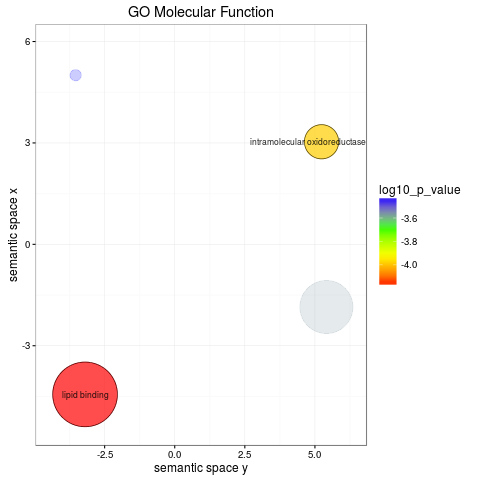 GO Molecular Function
6
3
0
-3
semantic space x
intramolecular oxidoreductase
lipid binding
-2.5
0.0
2.5
5.0
semantic space y
log10_p_value
-3.6
-3.8
-4.0